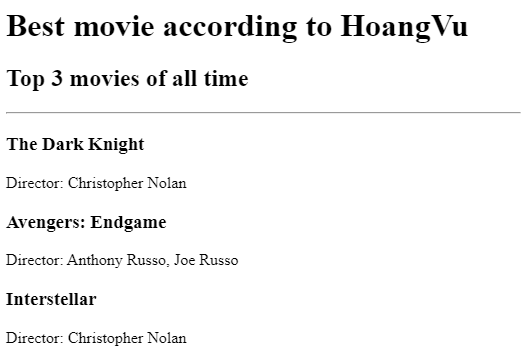 Best movie according to HoangVu
Top 3 movies of all time
The Dark Knight
Director: Christopher Nolan
Avengers: Endgame
Director: Anthony Russo, Joe Russo
Interstellar
Director: Christopher Nolan